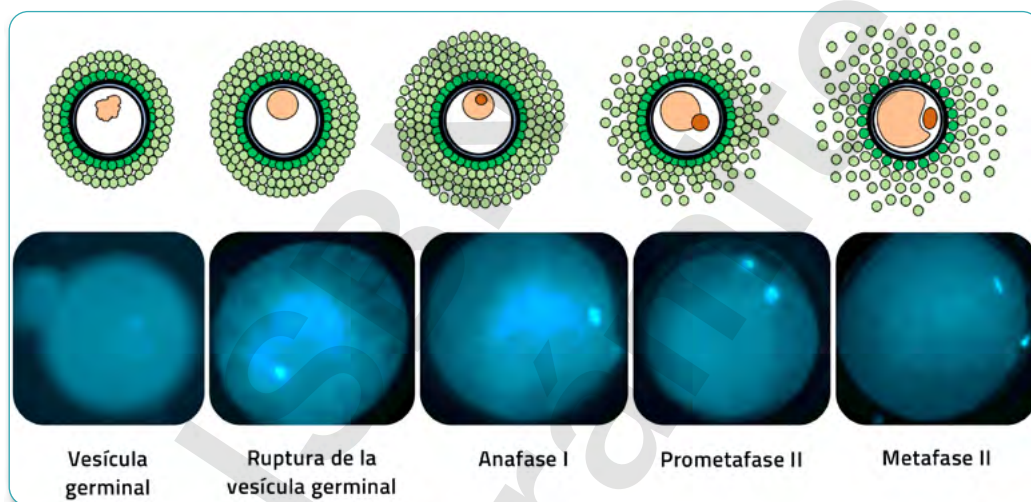 Vesícula
germinal
Ruptura de la
vesícula germinal
Anafase I
Prometafase II
Metafase II